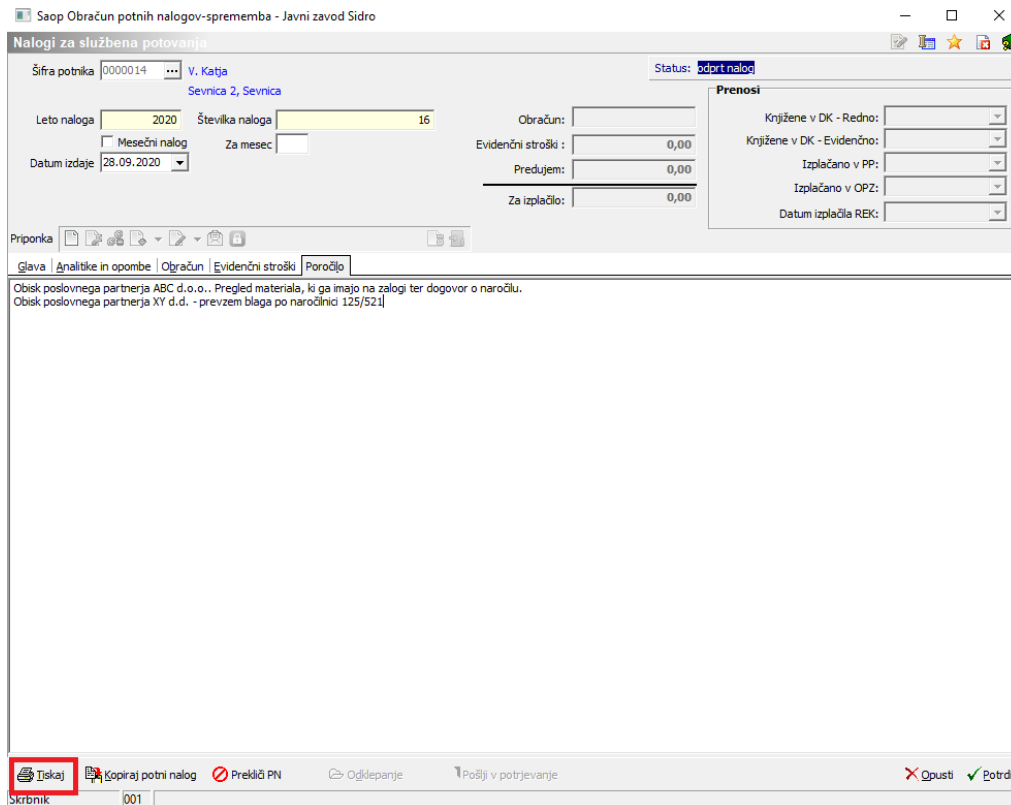 Saop Obračun potnih nalogov-sprememba - Javni zavod Sidro
Nalogi za službena potovanja
Šifra potnika 0000014 ... V. Katja
Sevnica 2, Sevnica
Status: odprt nalog
Leto naloga 2020 Številka naloga 16
Mesečni nalog Za mesec
Datum izdaje 28.09.2020
Obračun:
Evidenčni stroški : 0,00
Predujem: 0,00
Za izplačilo: 0,00
Prenosi
Knjižene v DK - Redno:
Knjižene v DK - Evidenčno:
Izplačano v PP:
Izplačano v OPZ:
Datum izplačila REK:
Priponka
Glava Analitike in opombe Obračun Evidenčni stroški Poročilo
Obisk poslovnega partnerja ABC d.o.o.. Pregled materiala, ki ga imajo na zalogi ter dogovor o naročilu.
Obisk poslovnega partnerja XY d.d. - prevzem blaga po naročilnici 125/521
Tiskaj Kopiraj potni nalog Prekliči PN Odklepanje Pošlji v potrjevanje Opusti Potrdi
Skrbnik 001